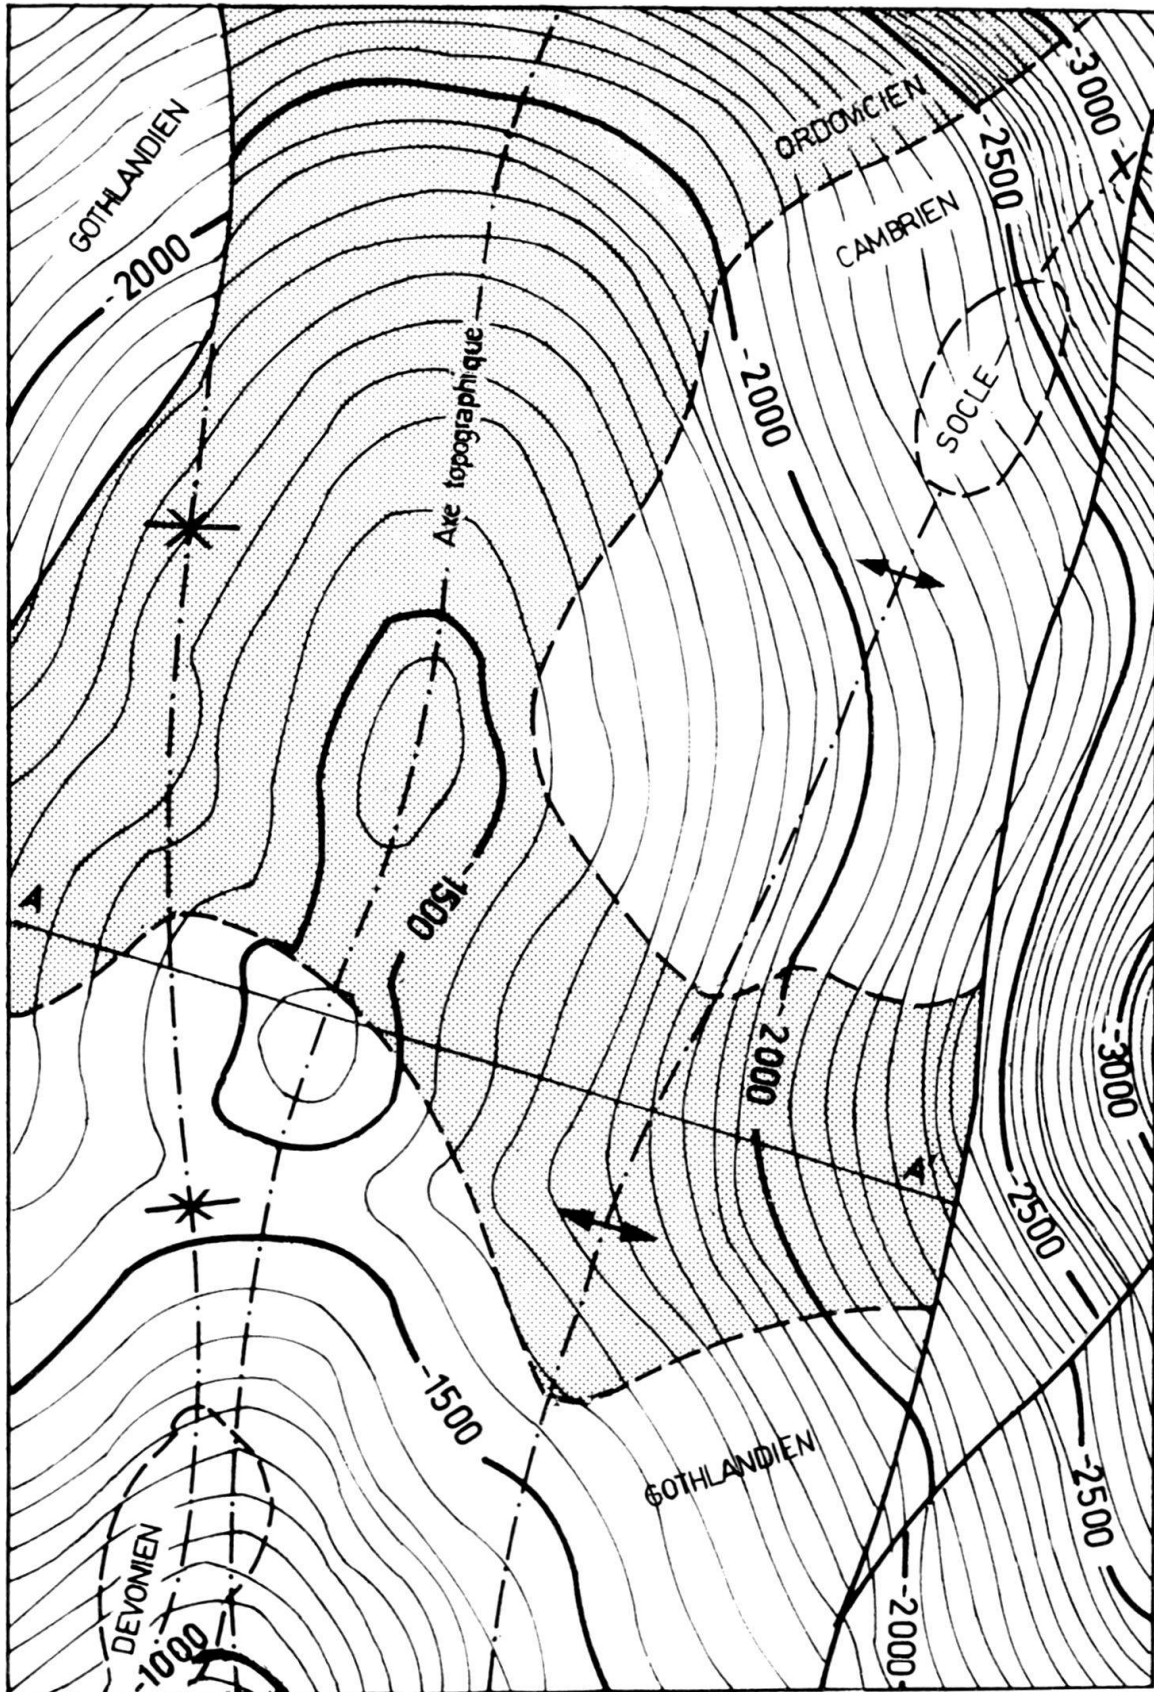 -3000
ORDOVICIEN
GOTHLANDIEN
-2500
CAMBRIEN
-2000
Axe topographique
-2000
SOCLE
A
-1500
-2000
-3000
A'
-2500
-1500
GOTHLANDIEN
-2500
DEVONIEN
-1000
-2000